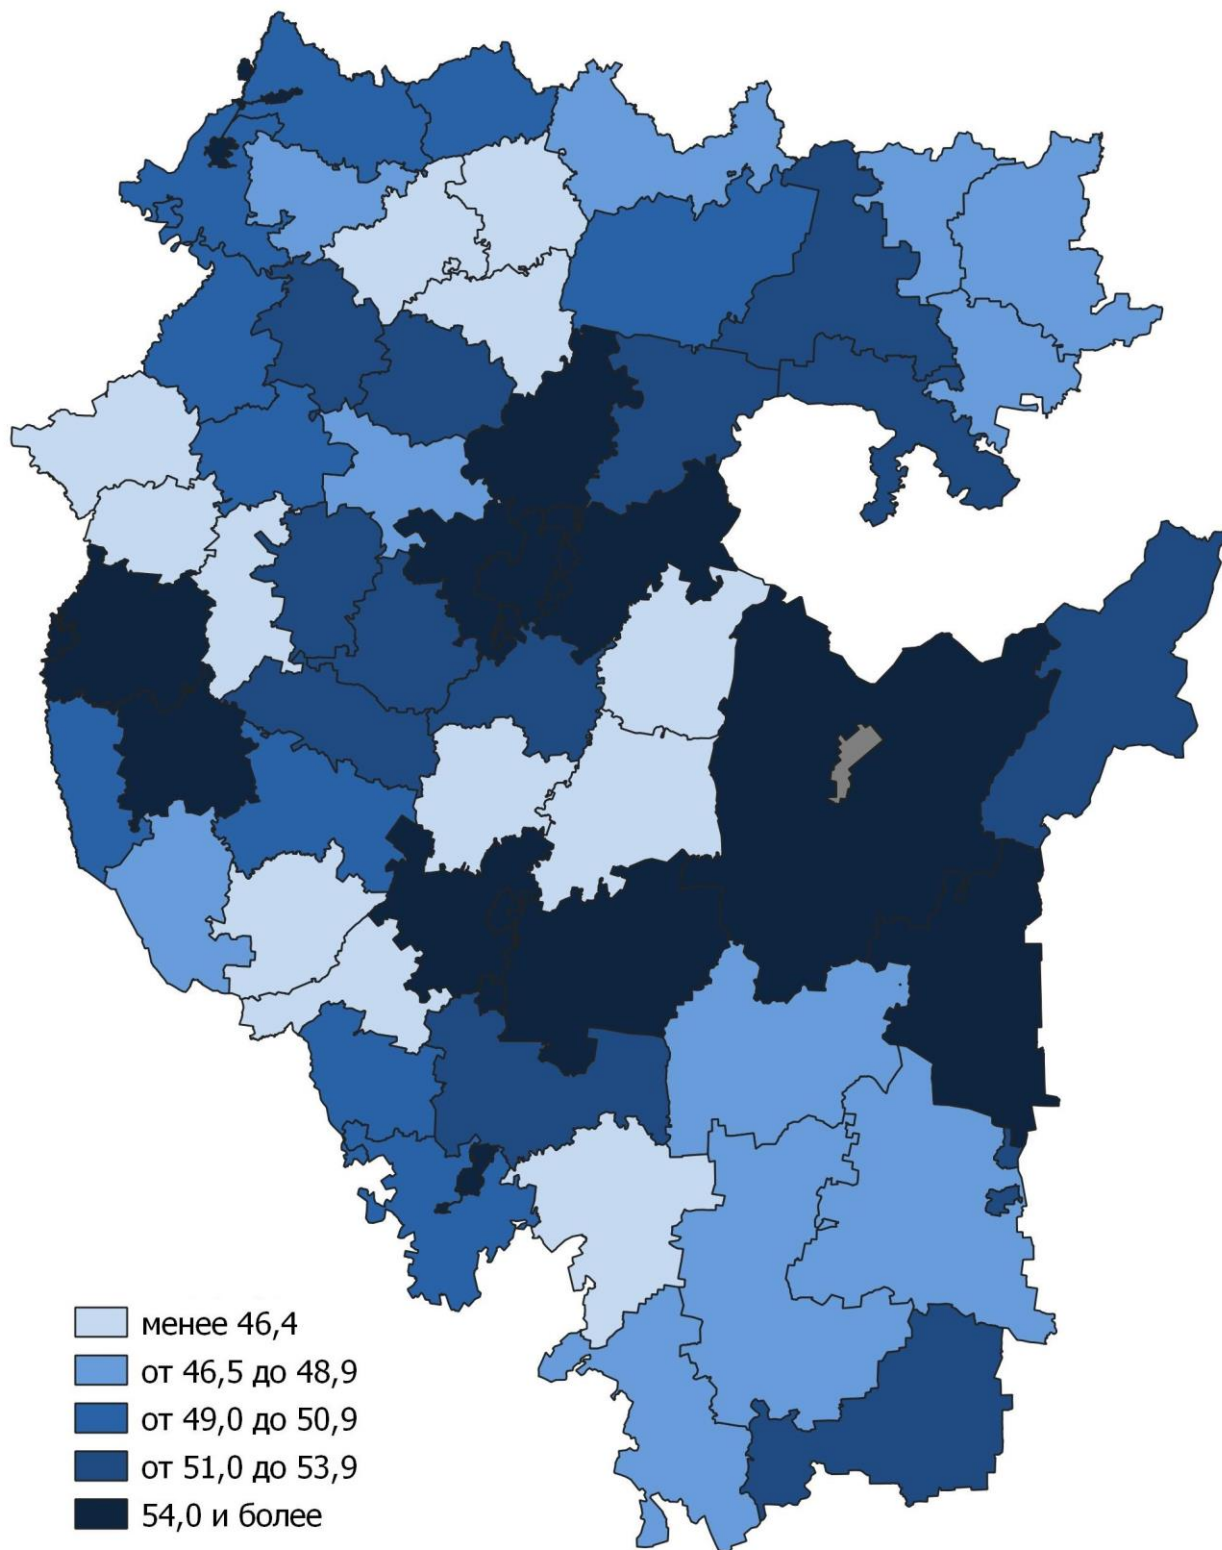 менее 46,4
от 46,5 до 48,9
от 49,0 до 50,9
от 51,0 до 53,9
54,0 и более